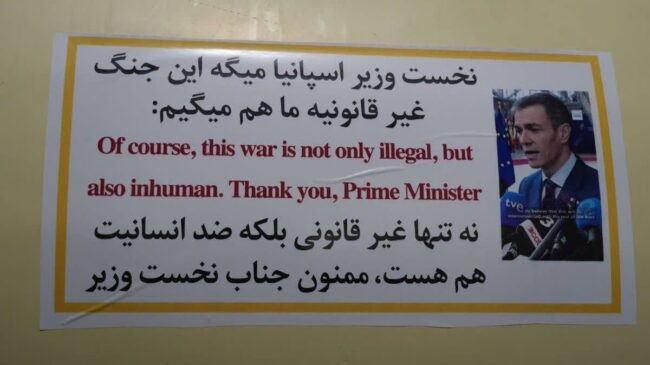 نخست وزیر اسپانیا میگه این جنگ
غیر قانونیه ما هم میگیم:
Of course, this war is not only illegal, but
also inhuman. Thank you, Prime Minister
نه تنها غیر قانونی بلکه ضد انسانیت
هم هست، ممنون جناب نخست وزیر
tve